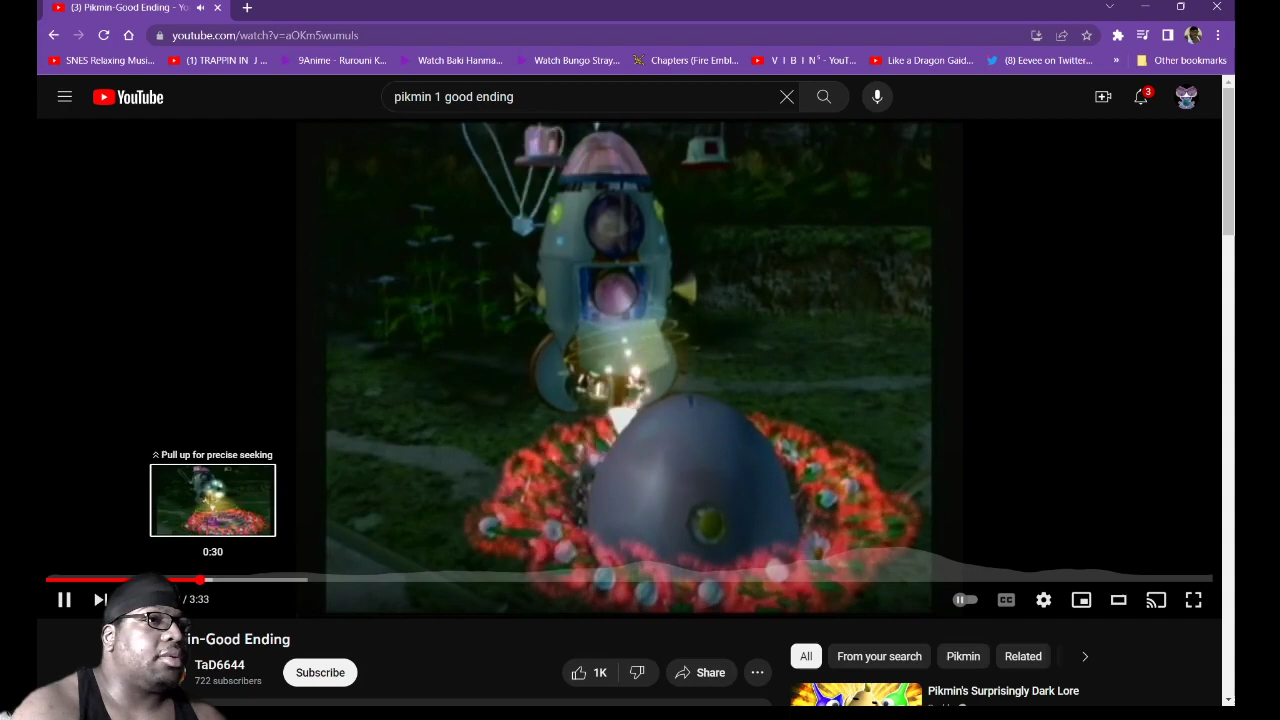 (3) Pikmin-Good Ending - Yo
youtube.com/watch?v=aOKm5wumuls
SNES Relaxing Musi...
(1) TRAPPIN IN J ...
9Anime - Rurouni K...
Watch Baki Hanma...
Watch Bungo Stray...
Chapters (Fire Embl...
V I B I N ' - YouT...
Like a Dragon Gaid...
(8) Eevee on Twitter...
»
Other bookmarks
YouTube
pikmin 1 good ending
3
Pull up for precise seeking
0:30
/ 3:33
CC
in-Good Ending
TaD6644
722 subscribers
Subscribe
1K
Share
All
From your search
Pikmin
Related
Pikmin's Surprisingly Dark Lore